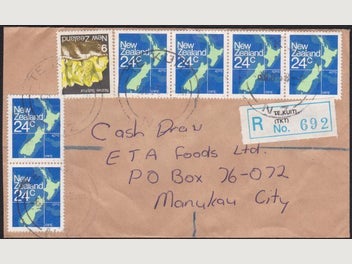 New Zealand
9
New
Zealand
24c
New
Zealand
24c
New
Zealand
24c
New
Zealand
24c
New
Zealand
24c
New
Zealand
24c
TE KUITI,
R No. 692
Cash Draw
ETA Foods Ltd
PO Box 76-072
Manukau City